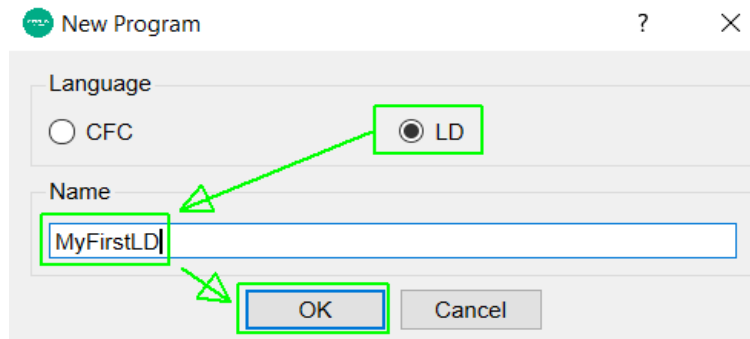 New Program ?
Language
CFC LD
Name
MyFirstLD
OK Cancel